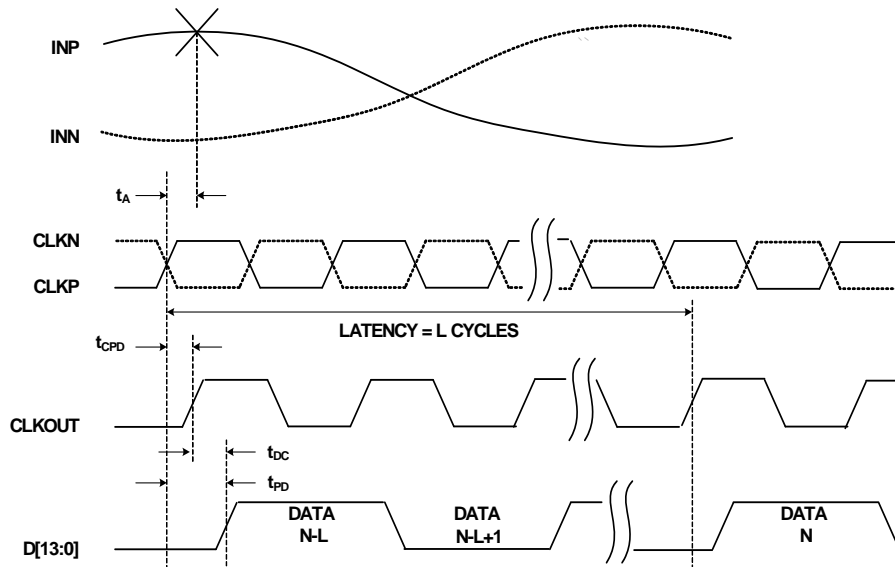 INP
INN
tA
CLKN
CLKP
LATENCY = L CYCLES
tCPD
CLKOUT
tDC
tPD
DATA
N-L
DATA
N-L+1
DATA
N
D[13:0]